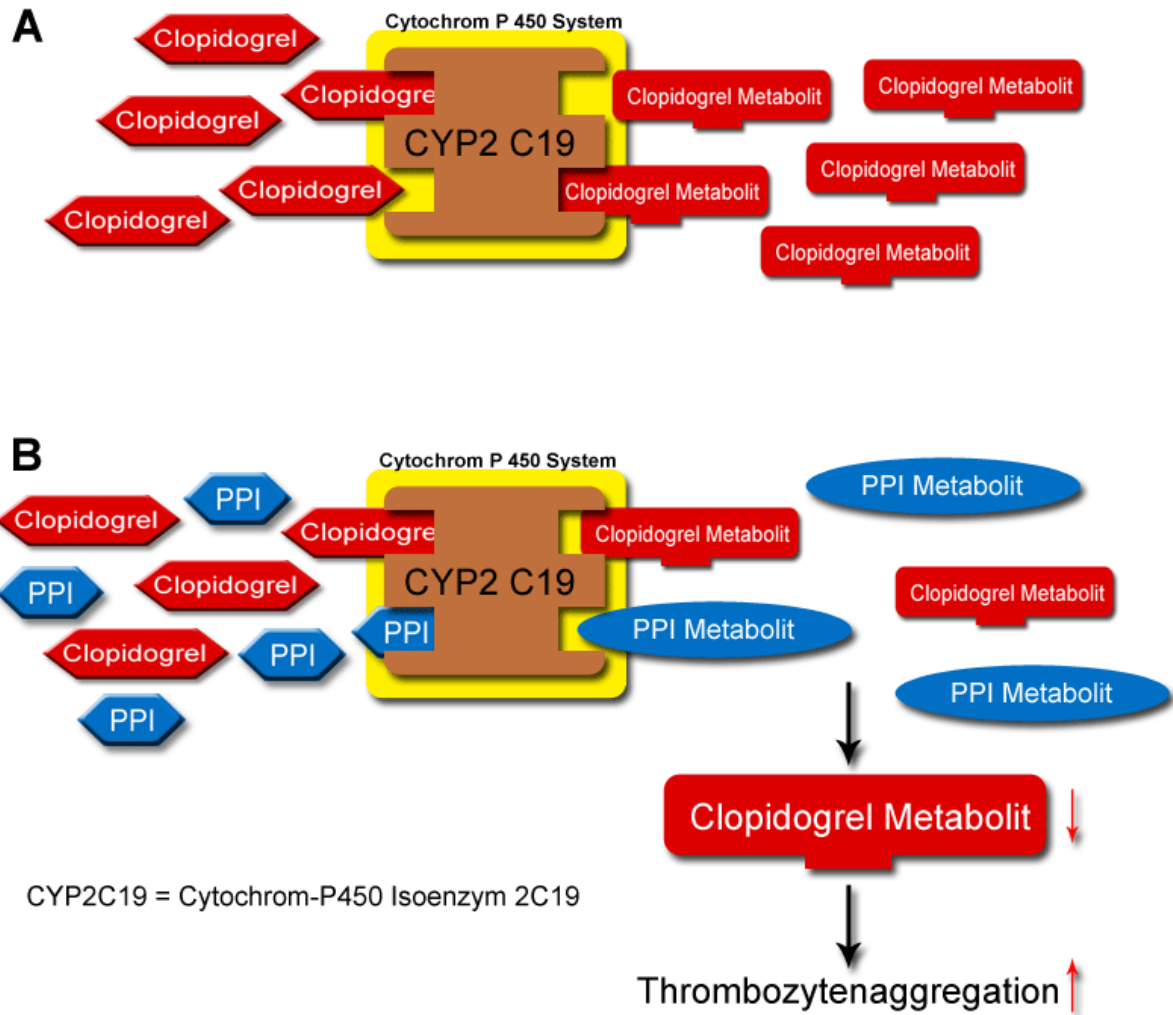 A
Cytochrom P 450 System
Clopidogrel
Clopidogre
Clopidogrel Metabolit
Clopidogrel Metabolit
Clopidogrel
CYP2 C19
Clopidogrel Metabolit
Clopidogrel
Clopidogrel Metabolit
Clopidogrel
Clopidogrel Metabolit
B
Cytochrom P 450 System
PPI Metabolit
PPI
Clopidogrel
Clopidogre
Clopidogrel Metabolit
PPI
Clopidogrel
CYP2 C19
Clopidogrel Metabolit
PPI
PPI Metabolit
Clopidogrel
PPI
PPI Metabolit
PPI
Clopidogrel Metabolit
CYP2C19 = Cytochrom-P450 Isoenzym 2C19
Thrombozytenaggregation